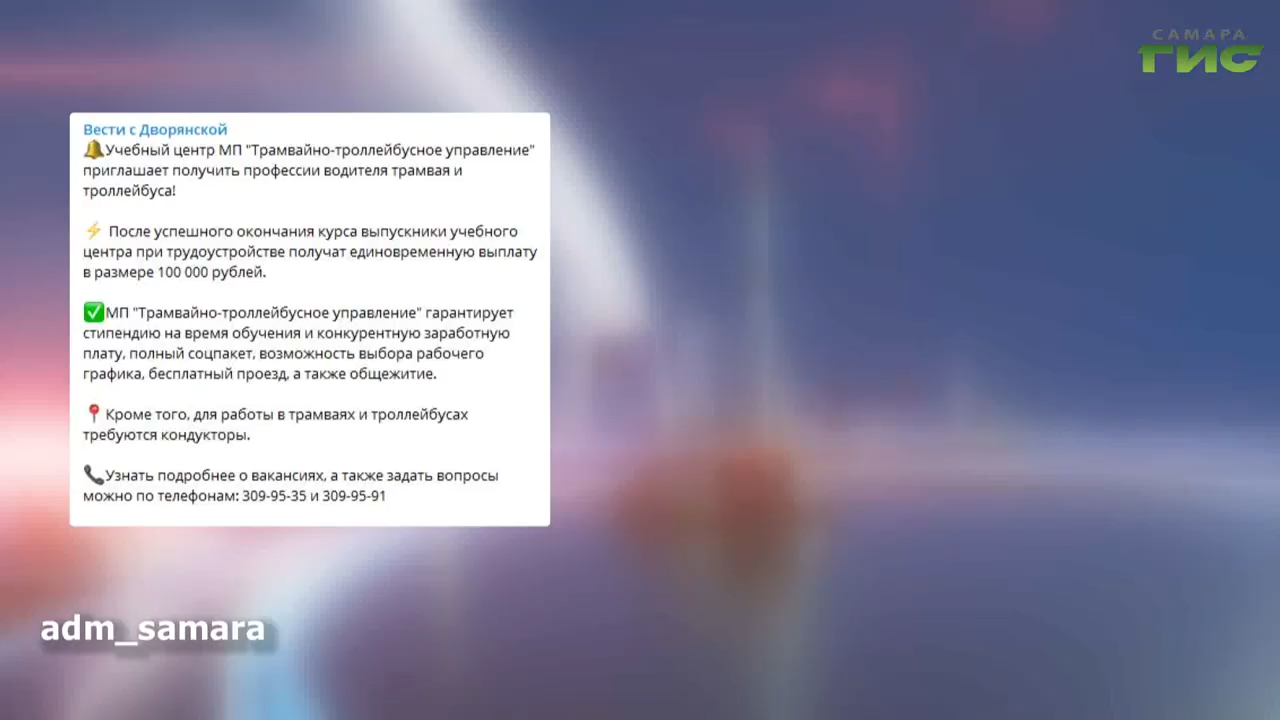 САМАРА
ГИС
Вести с Дворянской
🔔Учебный центр МП "Трамвайно-троллейбусное управление"
приглашает получить профессии водителя трамвая и
троллейбуса!
⚡ После успешного окончания курса выпускники учебного
центра при трудоустройстве получат единовременную выплату
в размере 100 000 рублей.
✅МП "Трамвайно-троллейбусное управление" гарантирует
стипендию на время обучения и конкурентную заработную
плату, полный соцпакет, возможность выбора рабочего
графика, бесплатный проезд, а также общежитие.
📍Кроме того, для работы в трамваях и троллейбусах
требуются кондукторы.
📞Узнать подробнее о вакансиях, а также задать вопросы
можно по телефонам: 309-95-35 и 309-95-91
adm_samara